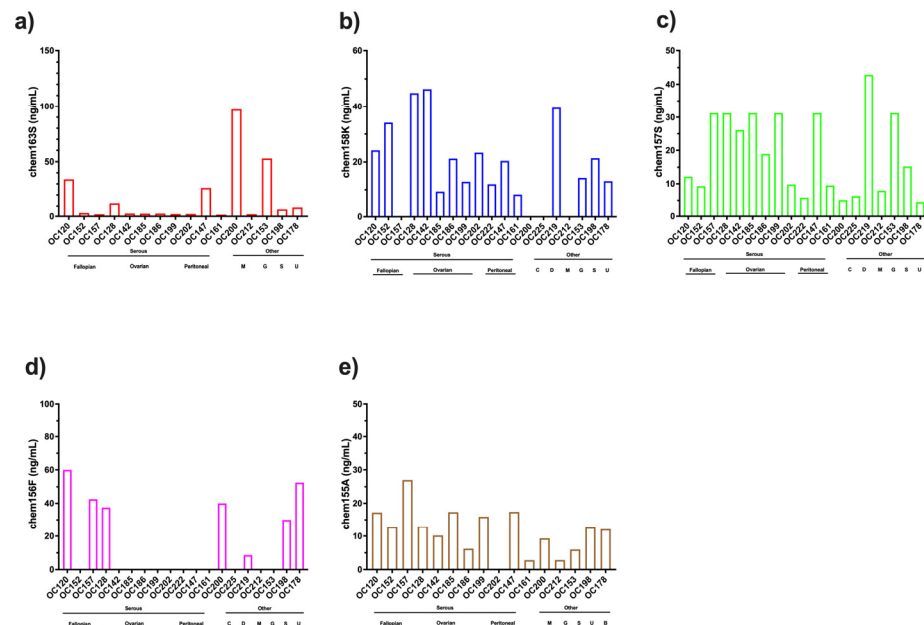 a)
chem163S (ng/mL)
150
100
50
0
OC120 OC152 OC157 OC128 OC142 OC185 OC186 OC199 OC202 OC147 OC161 OC200 OC212 OC153 OC198 OC178
Serous Other
Fallopian Ovarian Peritoneal M G S U
b)
chem158K (ng/mL)
60
40
20
0
OC120 OC152 OC157 OC128 OC142 OC185 OC186 OC199 OC202 OC222 OC147 OC161 OC200 OC225 OC219 OC212 OC153 OC198 OC178
Serous Other
Fallopian Ovarian Peritoneal C D M G S U
c)
chem157S (ng/mL)
50
40
30
20
10
0
OC120 OC152 OC157 OC128 OC142 OC185 OC186 OC199 OC202 OC222 OC147 OC161 OC200 OC225 OC219 OC212 OC153 OC198 OC178
Serous Other
Fallopian Ovarian Peritoneal C D M G S U
d)
chem156F (ng/mL)
100
80
60
40
20
0
OC120 OC152 OC157 OC128 OC142 OC185 OC186 OC199 OC202 OC222 OC147 OC161 OC200 OC225 OC219 OC212 OC153 OC198 OC178
Serous Other
Fallopian Ovarian Peritoneal C D M G S U
e)
chem155A (ng/mL)
50
40
30
20
10
0
OC120 OC152 OC157 OC128 OC142 OC185 OC186 OC199 OC202 OC147 OC161 OC200 OC212 OC153 OC198 OC178
Serous Other
Fallopian Ovarian Peritoneal M G S U B